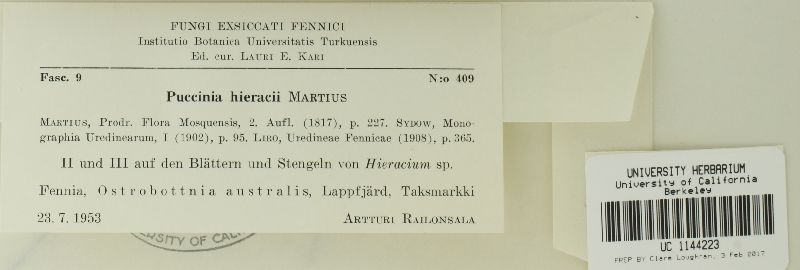 FUNGI EXSICCATI FENNICI
Institutio Botanica Universitatis Turkuensis
Ed. cur. LAURI E. KARI
Fasc. 9 N:o 409
Puccinia hieracii MARTIUS
MARTIUS, Prodr. Flora Mosquensis, 2. Aufl. (1817), p. 227. SYDOW, Mono-
graphia Uredinearum, I (1902), p. 95. LIRO, Uredineae Fennicae (1908), p. 365.
II und III auf den Blättern und Stengeln von Hieracium sp.
Fennia, Ostrobottnia australis, Lappfjärd, Taksmarkki
23. 7. 1953 ARTTURI RAILONSALA
UNIVERSITY HERBARIUM
University of California
Berkeley
UC 1144223
PREP BY Clare Loughran, 3 Feb 2017
SITY OF CAL